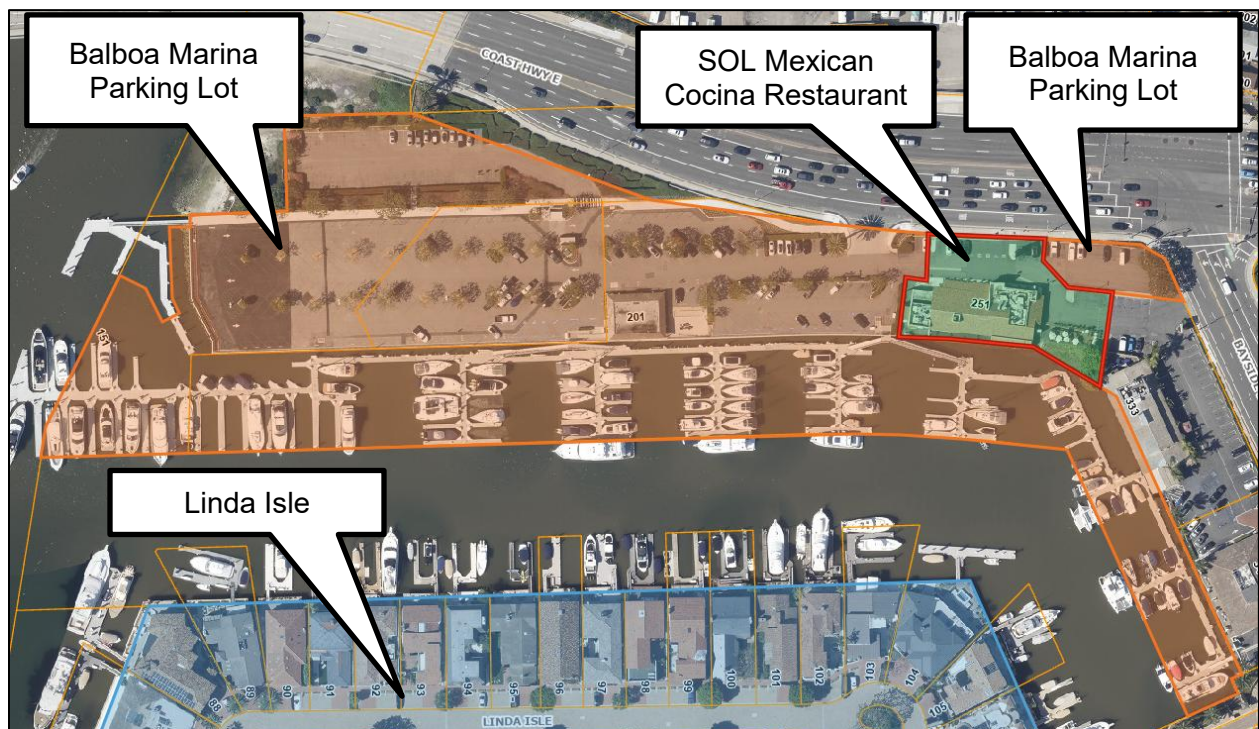 Balboa Marina
Parking Lot
SOL Mexican
Cocina Restaurant
Balboa Marina
Parking Lot
COAST HWY E
702
251
201
151
333
BAYSI
Linda Isle
90
91
92
93
94
95
96
97
98
99
100
101
102
103
104
105
LINDA ISLE